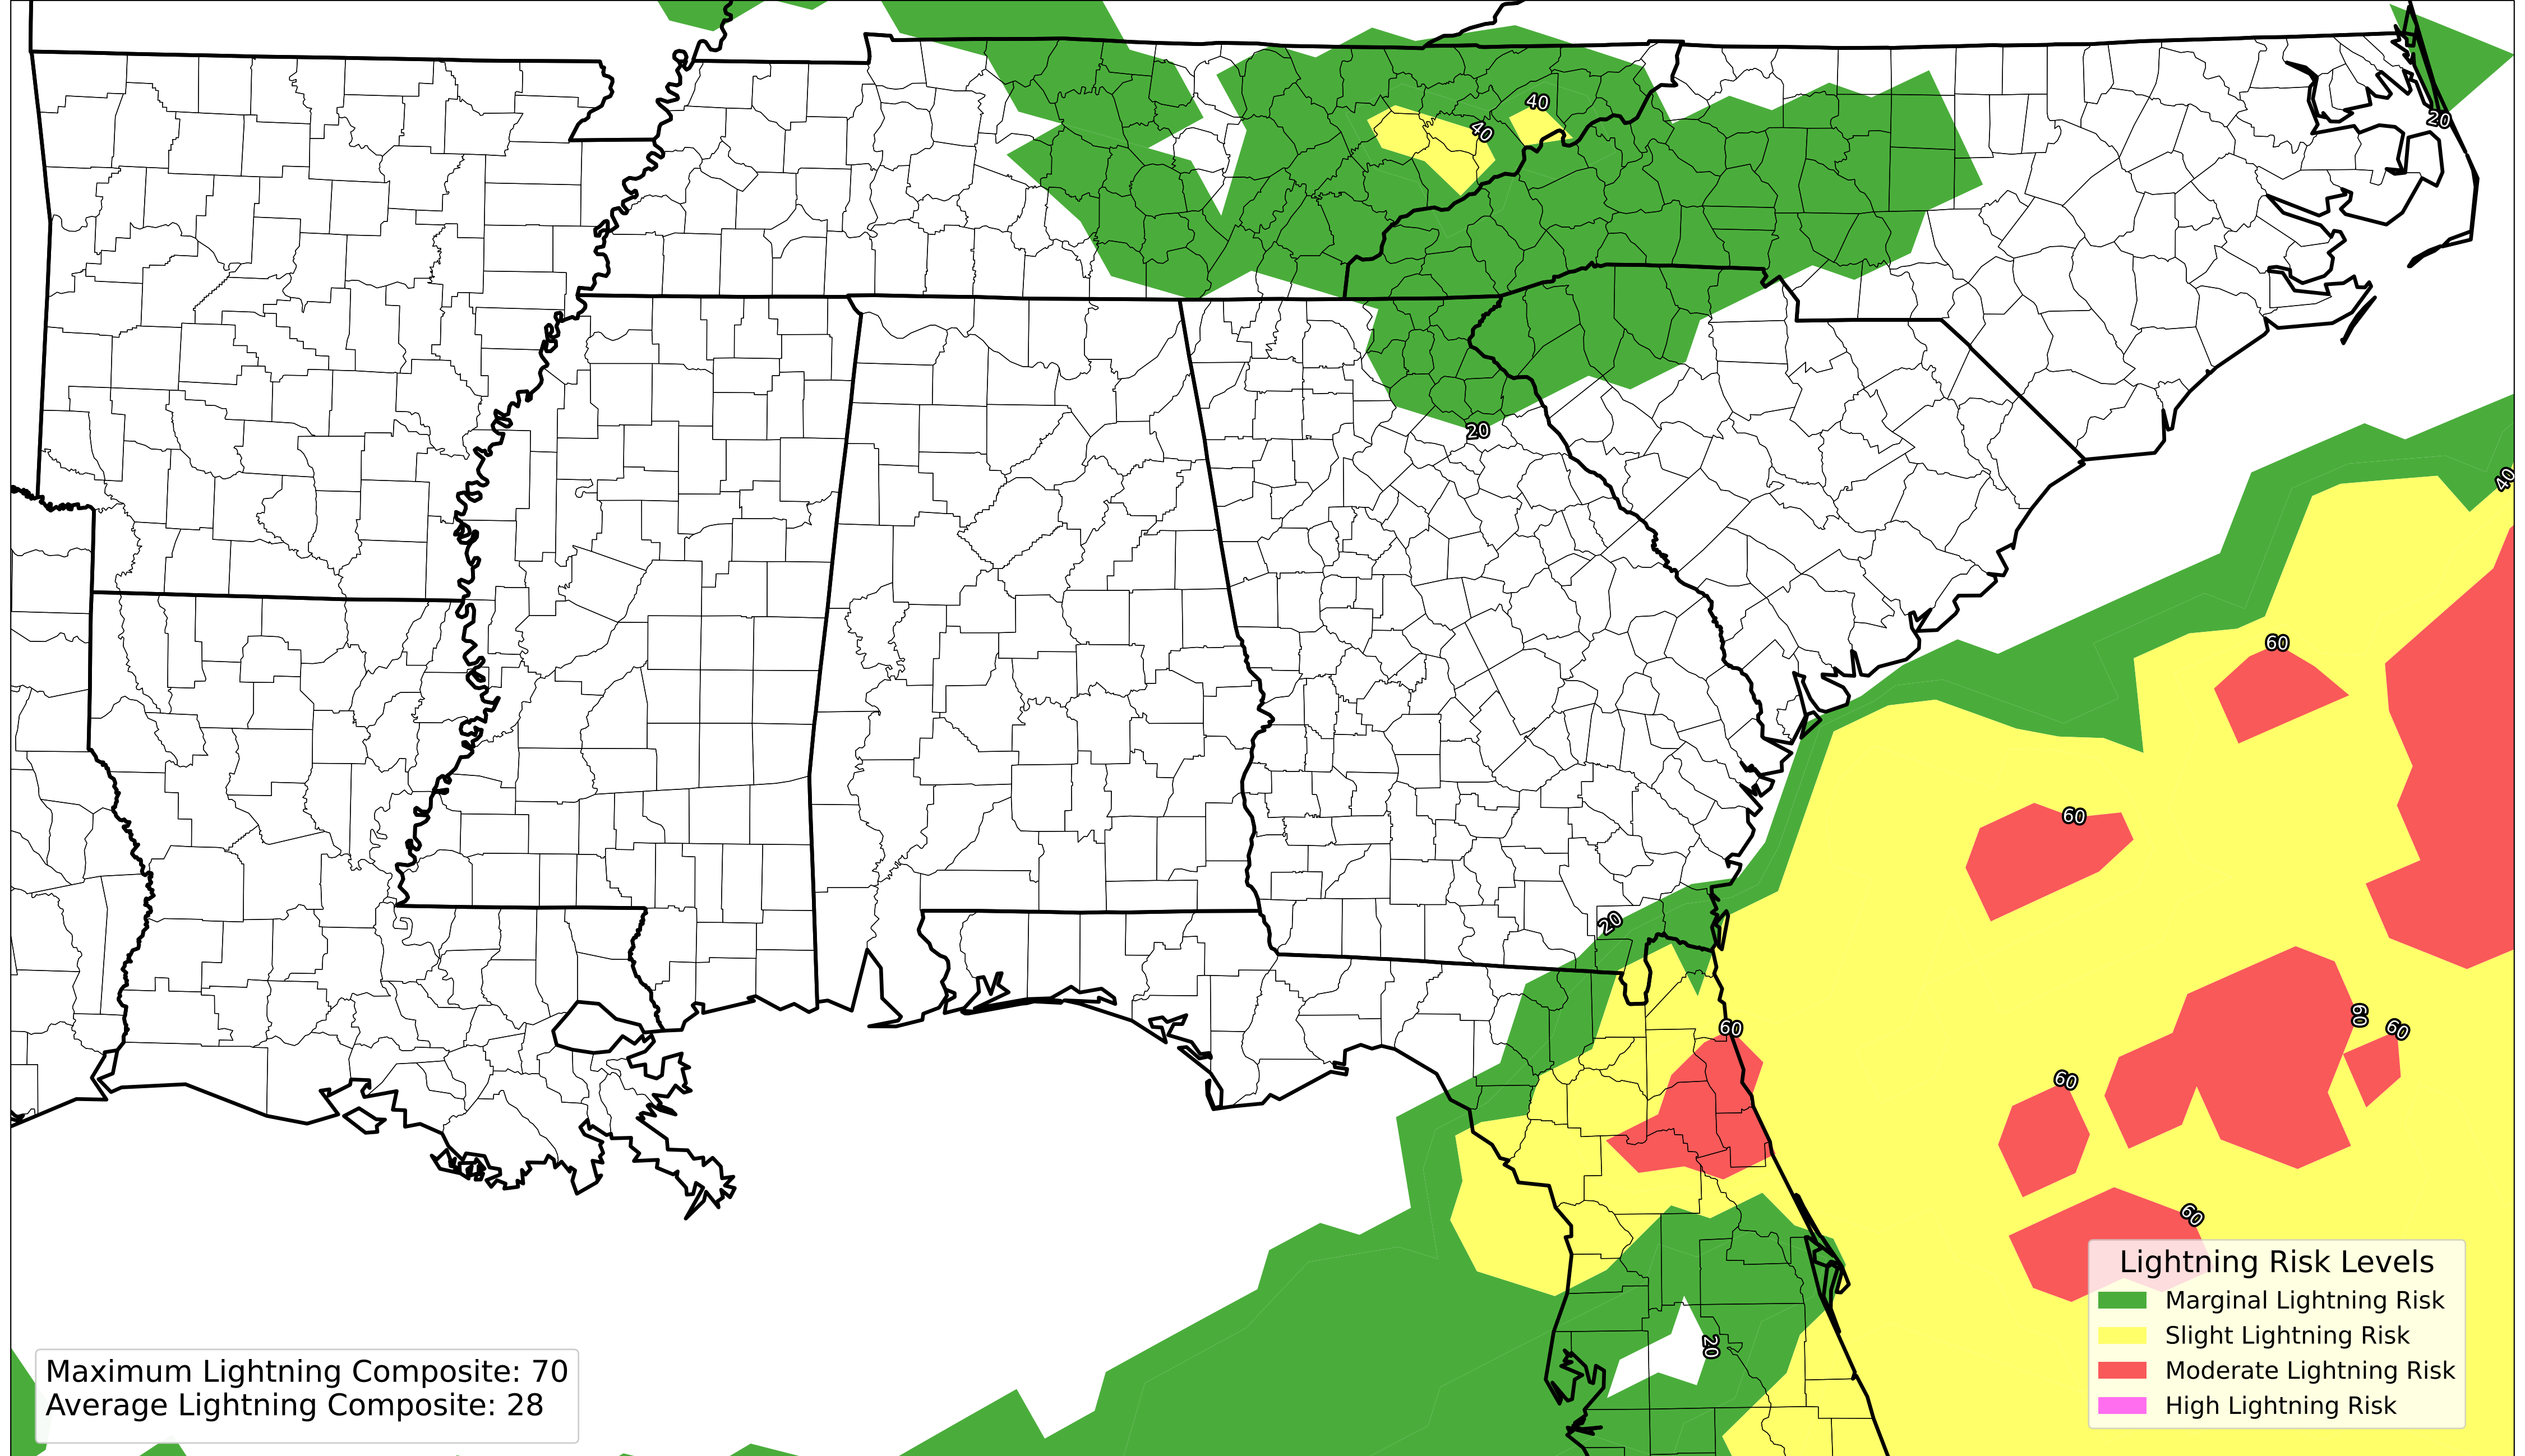 40
40
20
20
40
60
60
20
60
60
60
60
60
20
Lightning Risk Levels
Marginal Lightning Risk
Slight Lightning Risk
Moderate Lightning Risk
High Lightning Risk
Maximum Lightning Composite: 70
Average Lightning Composite: 28